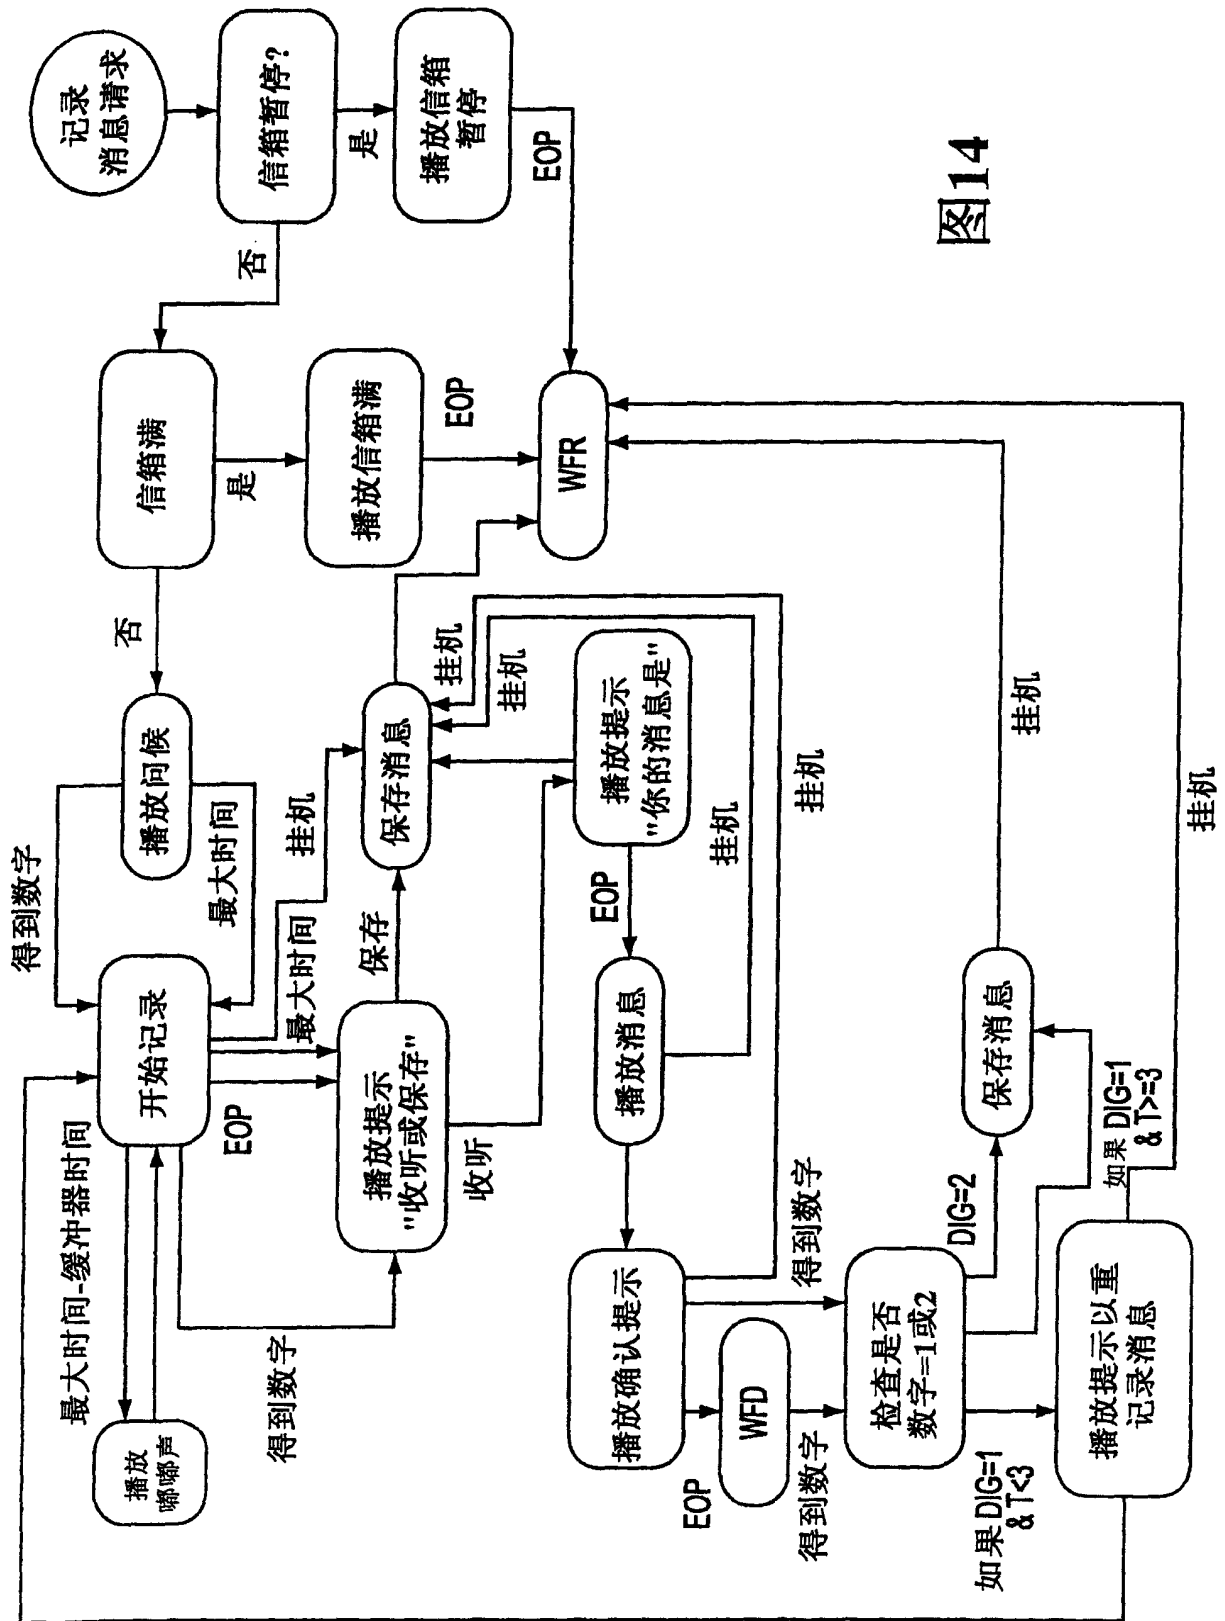 记录
消息请求
信箱暂停?
是
播放信箱
暂停
EOP
否
信箱满
是
播放信箱满
EOP
WFR
否
播放问候
得到数字
最大时间
开始记录
挂机
最大时间
EOP
最大时间-缓冲器时间
播放
嘟嘟声
得到数字
播放提示
"收听或保存"
保存
保存消息
挂机
挂机
收听
播放提示
"你的消息是"
EOP
播放消息
挂机
挂机
播放确认提示
得到数字
EOP
WFD
得到数字
检查是否
数字=1或2
DIG=2
保存消息
挂机
如果 DIG=1
& T<3
播放提示以重
记录消息
如果 DIG=1
& T>=3
挂机
图14